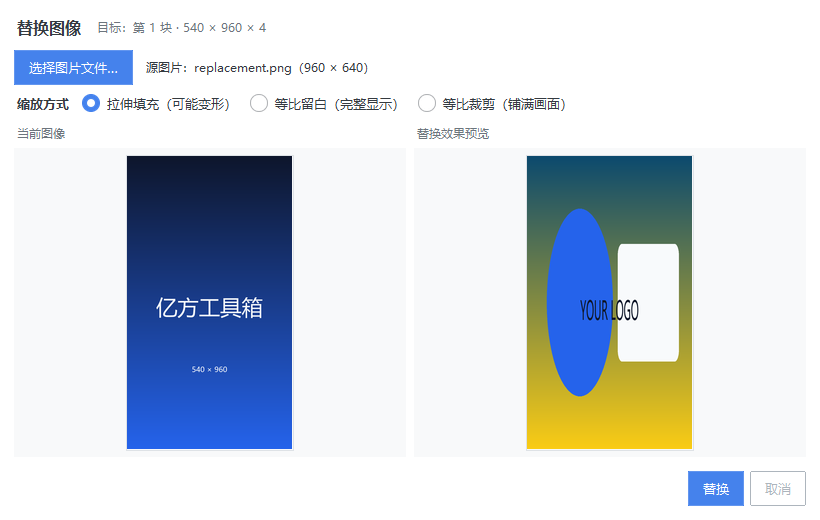 替换图像 目标：第 1 块 · 540 × 960 × 4
选择图片文件... 源图片：replacement.png（960 × 640）
缩放方式 拉伸填充（可能变形） 等比留白（完整显示） 等比裁剪（铺满画面）
当前图像 替换效果预览
亿方工具箱
540 × 960
YOUR LOGO
替换 取消